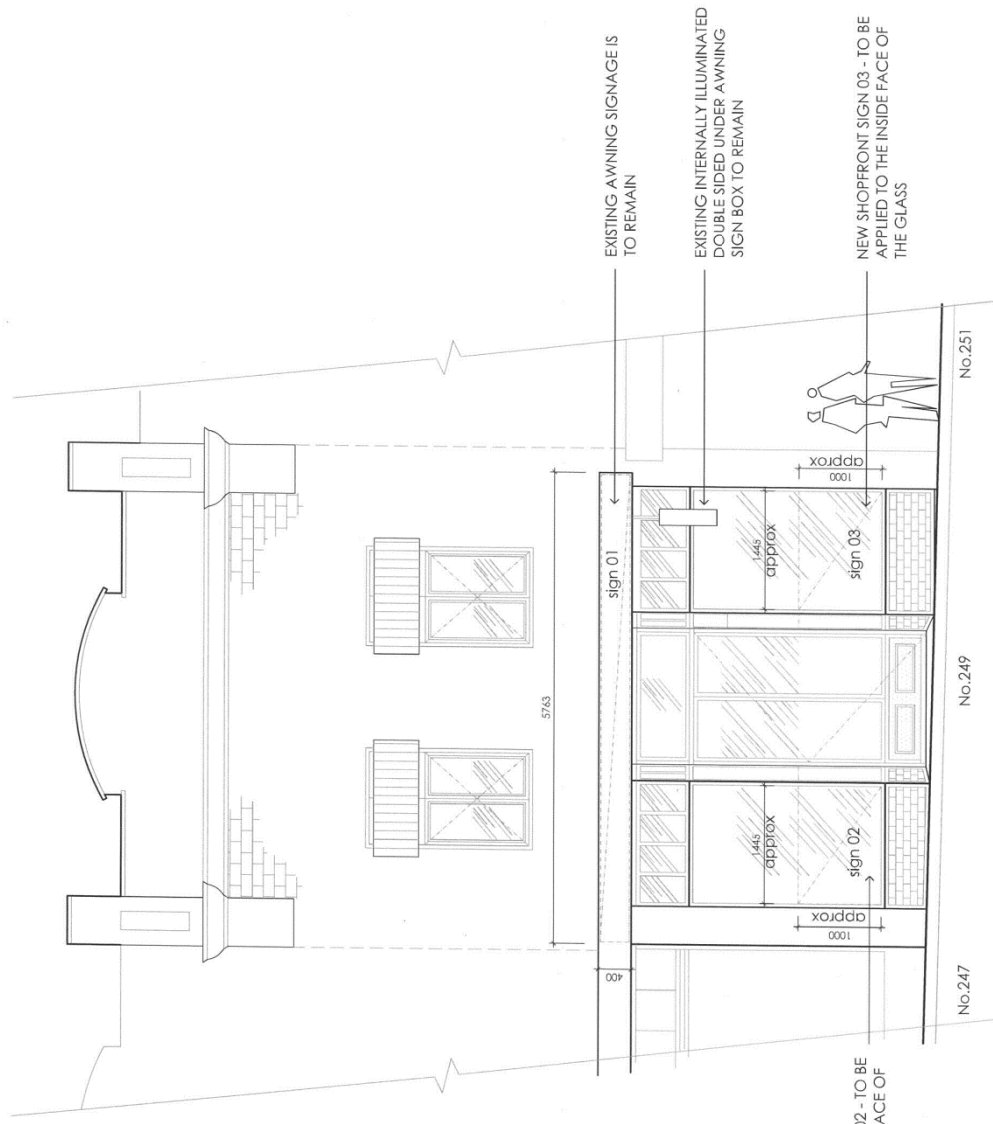 EXISTING AWNING SIGNAGE IS
TO REMAIN
EXISTING INTERNALLY ILLUMINATED
DOUBLE SIDED UNDER AWNING
SIGN BOX TO REMAIN
NEW SHOPFRONT SIGN 03 - TO BE
APPLIED TO THE INSIDE FACE OF
THE GLASS
5763
400
sign 01
1445
approx
sign 02
1000
approx
1445
approx
sign 03
1000
approx
02 - TO BE
ACE OF
No.247
No.249
No.251